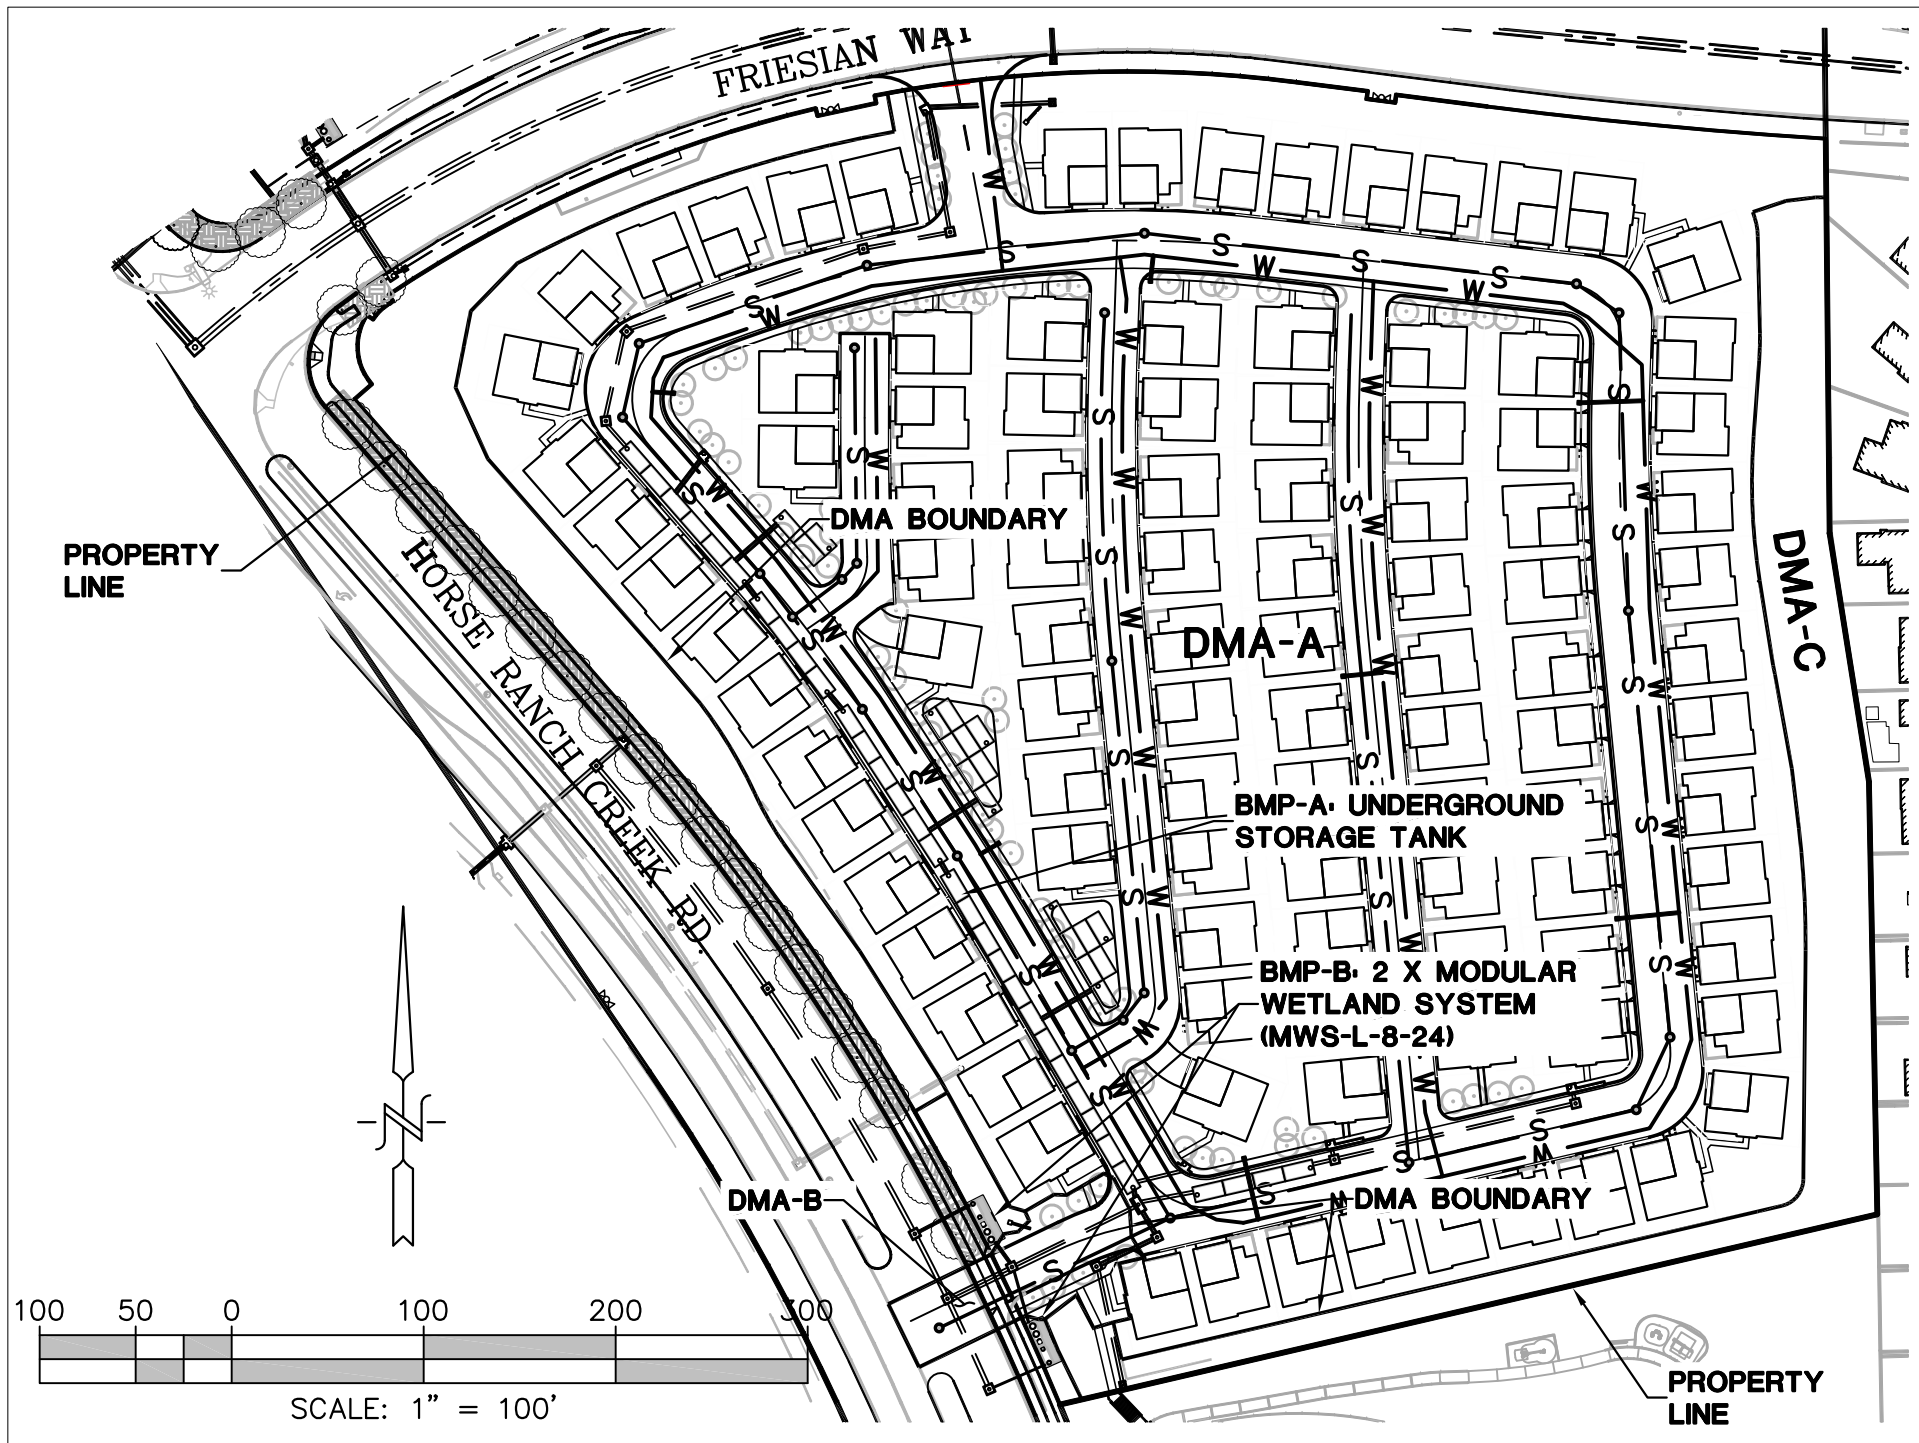 FRIESIAN WAY
DMA BOUNDARY
PROPERTY
LINE
HORSE RANCH CREEK RD.
DMA-A
DMA-C
BMP-A: UNDERGROUND
STORAGE TANK
BMP-B: 2 X MODULAR
WETLAND SYSTEM
(MWS-L-8-24)
DMA-B
DMA BOUNDARY
N
100 50 0 100 200 300
SCALE: 1" = 100'
PROPERTY
LINE